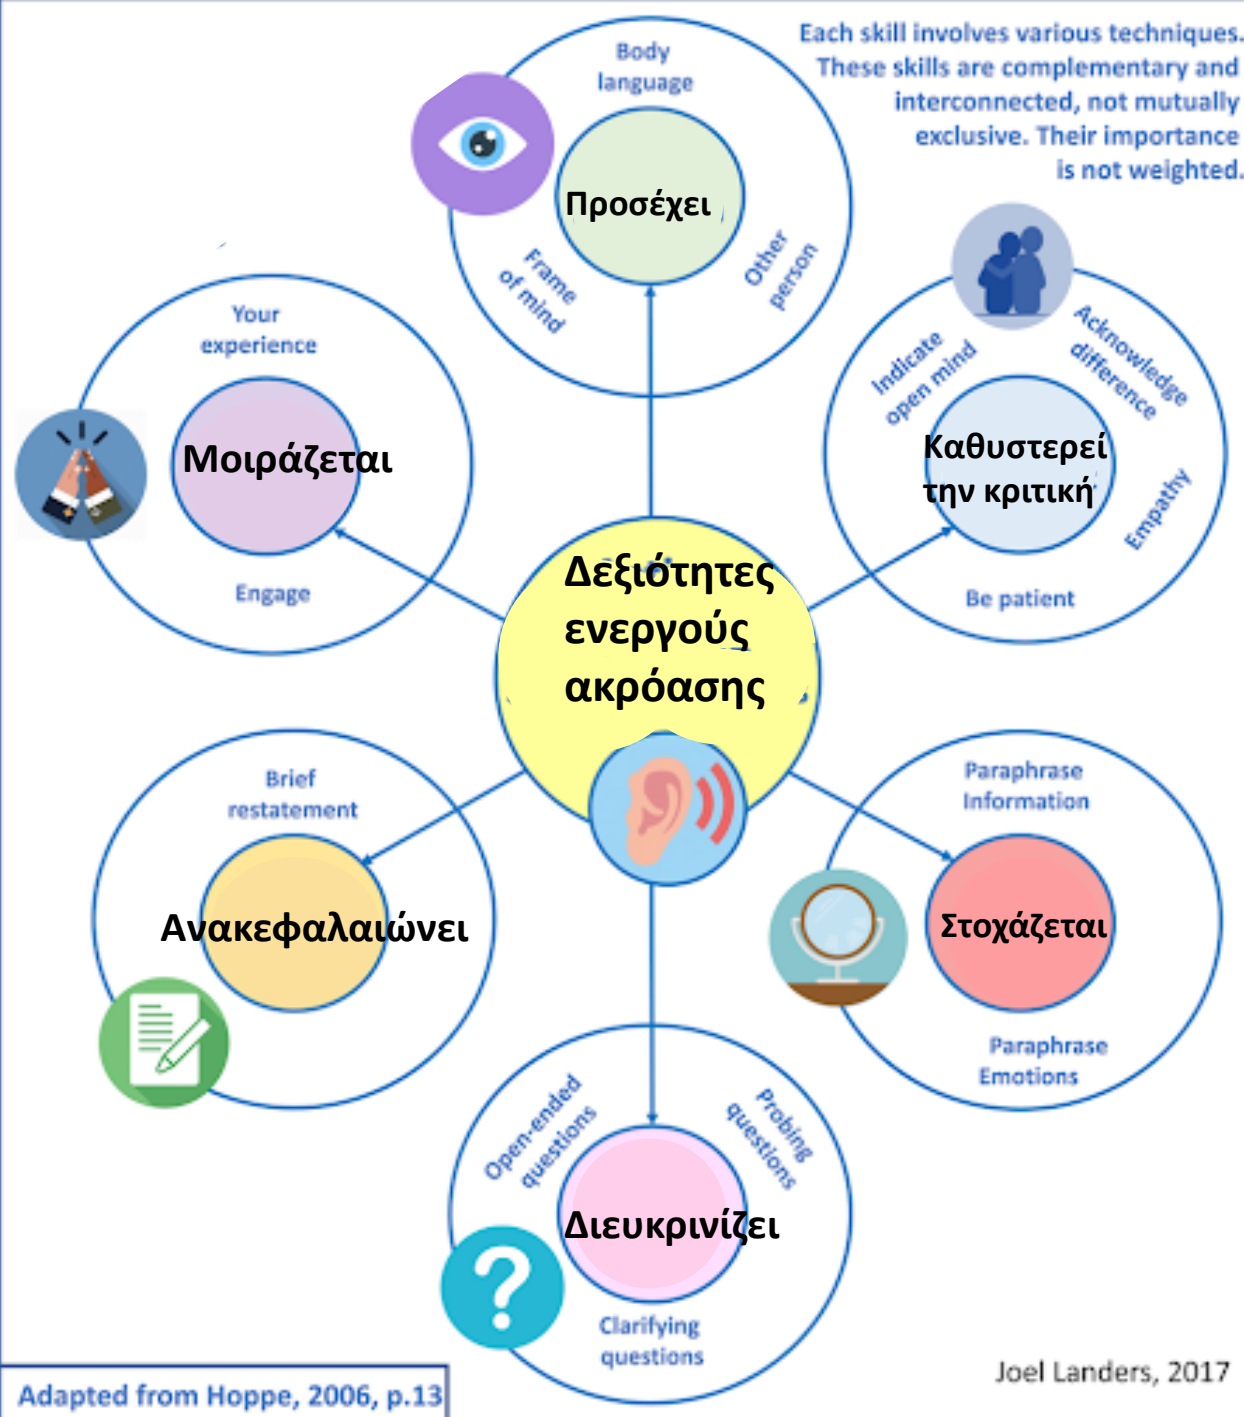 Each skill involves various techniques.
These skills are complementary and
interconnected, not mutually
exclusive. Their importance
is not weighted.
Body
language
Προσέχει
Frame
of mind
Other
person
Indicate
open mind
Acknowledge
difference
Καθυστερεί
την κριτική
Empathy
Be patient
Your
experience
Μοιράζεται
Engage
Δεξιότητες
ενεργούς
ακρόασης
Brief
restatement
Ανακεφαλαιώνει
Paraphrase
Information
Στοχάζεται
Paraphrase
Emotions
Open-ended
questions
Probing
questions
Διευκρινίζει
?
Clarifying
questions
Joel Landers, 2017
Adapted from Hoppe, 2006, p.13